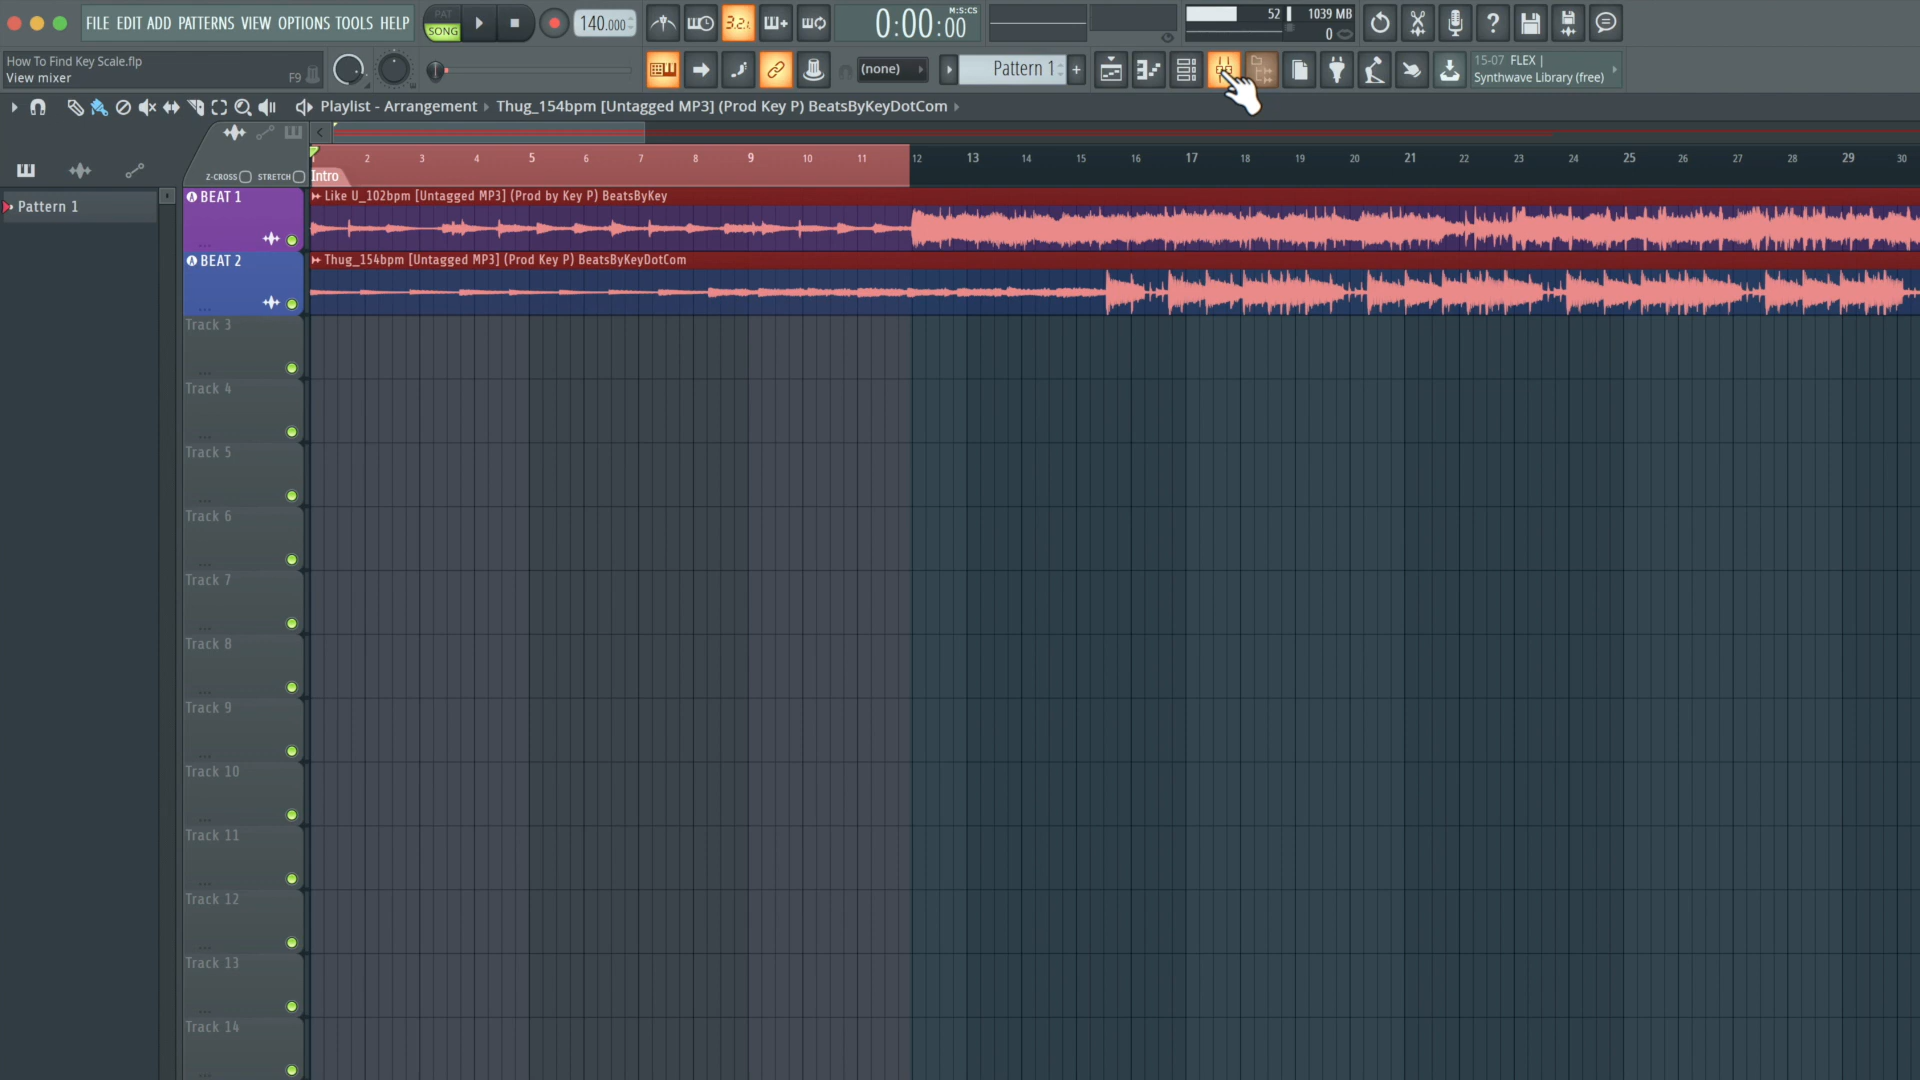 FILE EDIT ADD PATTERNS VIEW OPTIONS TOOLS HELP
PAT
SONG
140.000
3.2.
0:00:00
M:S:CS
52
1039 MB
0
How To Find Key Scale.flp
View mixer
F9
(none)
Pattern 1
15-07 FLEX |
Synthwave Library (free)
Playlist - Arrangement
Thug_154bpm [Untagged MP3] (Prod Key P) BeatsByKeyDotCom
Z-CROSS
STRETCH
2 3 4 5 6 7 8 9 10 11 12 13 14 15 16 17 18 19 20 21 22 23 24 25 26 27 28 29 30
Intro
Pattern 1
BEAT 1
Like U_102bpm [Untagged MP3] (Prod by Key P) BeatsByKey
BEAT 2
Thug_154bpm [Untagged MP3] (Prod Key P) BeatsByKeyDotCom
Track 3
Track 4
Track 5
Track 6
Track 7
Track 8
Track 9
Track 10
Track 11
Track 12
Track 13
Track 14